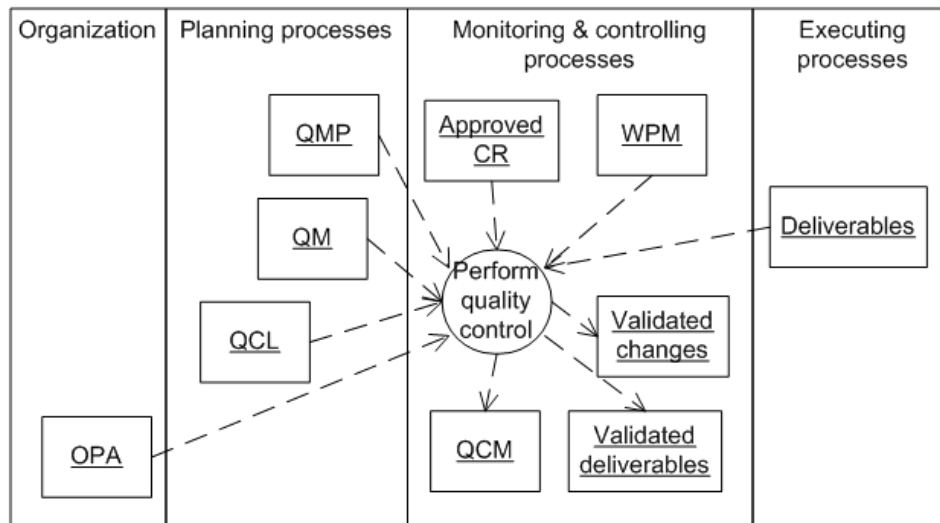 Organization
Planning processes
Monitoring & controlling
processes
Executing
processes
QMP
Approved
CR
WPM
QM
Deliverables
Perform
quality
control
QCL
Validated
changes
OPA
QCM
Validated
deliverables